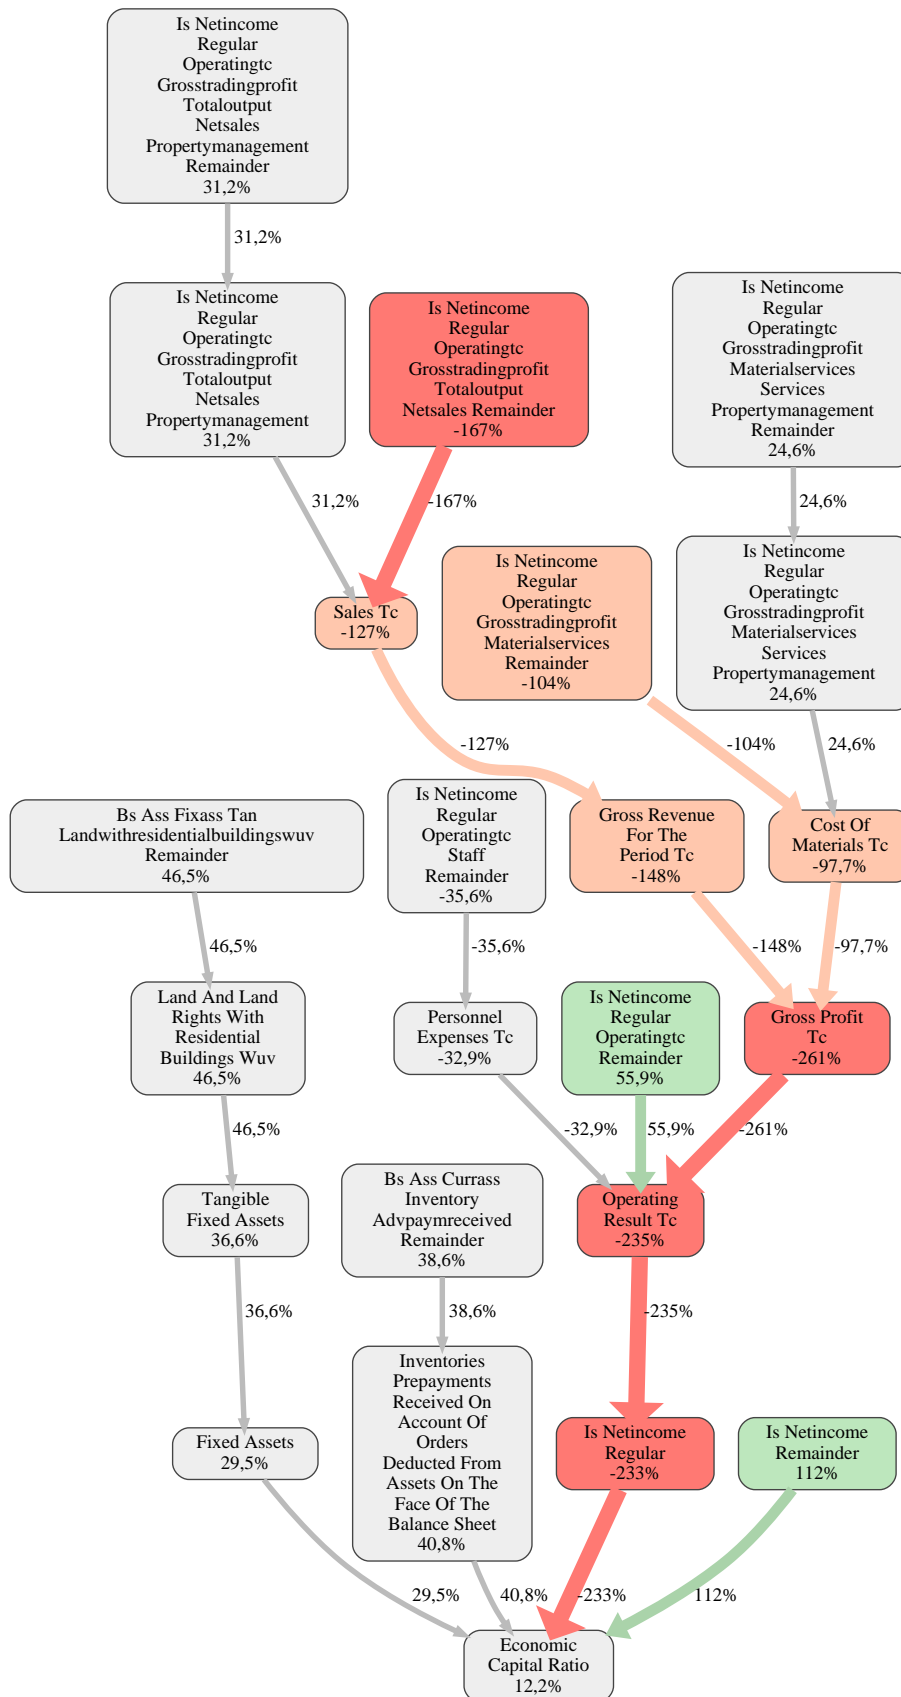 Is Netincome
Regular
Operatingtc
Grosstradingprofit
Totaloutput
Netsales
Propertymanagement
Remainder
31,2%
31,2%
Is Netincome
Regular
Operatingtc
Grosstradingprofit
Totaloutput
Netsales
Propertymanagement
31,2%
Is Netincome
Regular
Operatingtc
Grosstradingprofit
Totaloutput
Netsales Remainder
-167%
Is Netincome
Regular
Operatingtc
Grosstradingprofit
Materialservices
Services
Propertymanagement
Remainder
24,6%
31,2%
-167%
24,6%
Is Netincome
Regular
Operatingtc
Grosstradingprofit
Materialservices
Remainder
-104%
Is Netincome
Regular
Operatingtc
Grosstradingprofit
Materialservices
Services
Propertymanagement
24,6%
Sales Tc
-127%
-127%
-104%
24,6%
Bs Ass Fixass Tan
Landwithresidentialbuildingswuv
Remainder
46,5%
Is Netincome
Regular
Operatingtc
Staff
Remainder
-35,6%
Gross Revenue
For The
Period Tc
-148%
Cost Of
Materials Tc
-97,7%
46,5%
-35,6%
-148%
-97,7%
Land And Land
Rights With
Residential
Buildings Wuv
46,5%
Personnel
Expenses Tc
-32,9%
Is Netincome
Regular
Operatingtc
Remainder
55,9%
Gross Profit
Tc
-261%
46,5%
-32,9%
55,9%
-261%
Tangible
Fixed Assets
36,6%
Bs Ass Currass
Inventory
Advpaymreceived
Remainder
38,6%
Operating
Result Tc
-235%
36,6%
38,6%
-235%
Fixed Assets
29,5%
Inventories
Prepayments
Received On
Account Of
Orders
Deducted From
Assets On The
Face Of The
Balance Sheet
40,8%
Is Netincome
Regular
-233%
Is Netincome
Remainder
112%
29,5%
40,8%
-233%
112%
Economic
Capital Ratio
12,2%